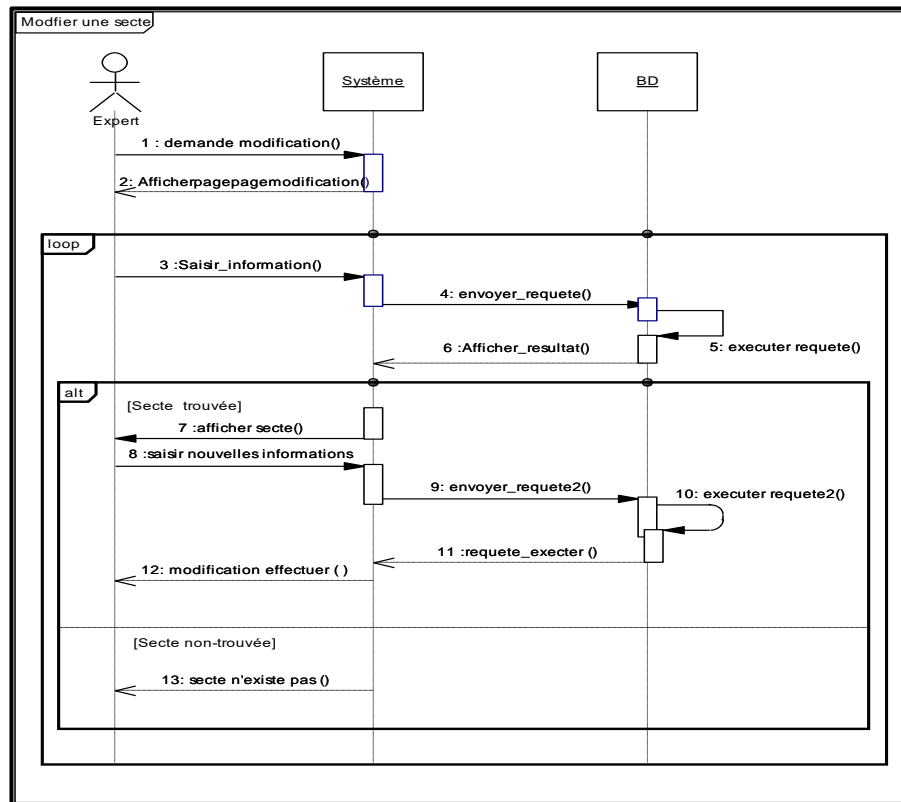 Modfier une secte
Système
BD
Expert
1 : demande modification()
2: Afficherpagepagemodification()
loop
3 :Saisir_information()
4: envoyer_requete()
5: executer requete()
6 :Afficher_resultat()
alt
[Secte trouvée]
7 :afficher secte()
8 :saisir nouvelles informations
9: envoyer_requete2()
10: executer requete2()
11 :requete_execter ()
12: modification effectuer ( )
[Secte non-trouvée]
13: secte n'existe pas ()